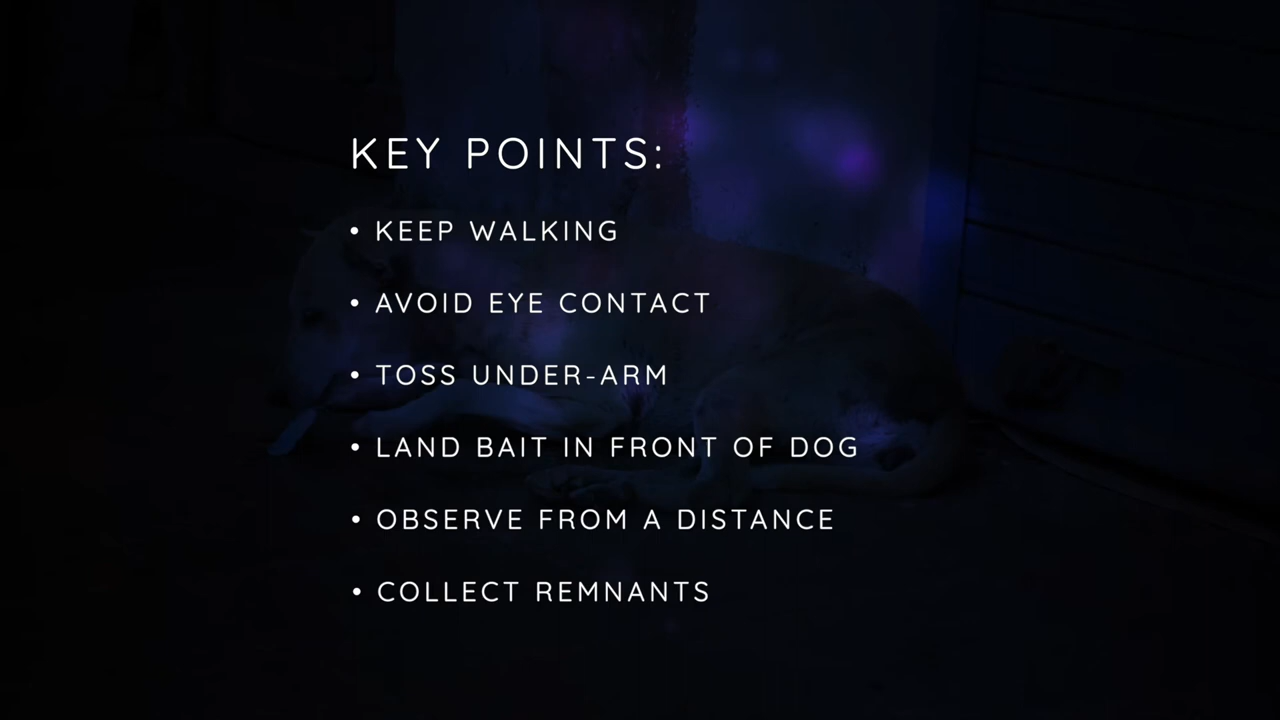 KEY POINTS:
• KEEP WALKING
• AVOID EYE CONTACT
• TOSS UNDER-ARM
• LAND BAIT IN FRONT OF DOG
• OBSERVE FROM A DISTANCE
• COLLECT REMNANTS